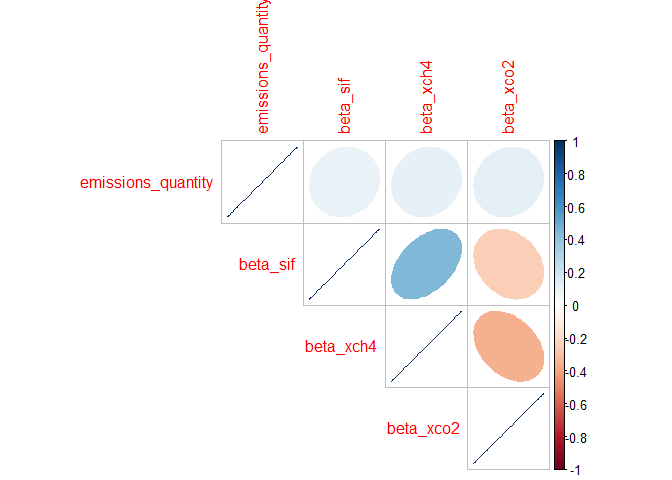 emissions_quantity
beta_sif
beta_xch4
beta_xco2
emissions_quantity
beta_sif
beta_xch4
beta_xco2
1
0.8
0.6
0.4
0.2
0
-0.2
-0.4
-0.6
-0.8
-1